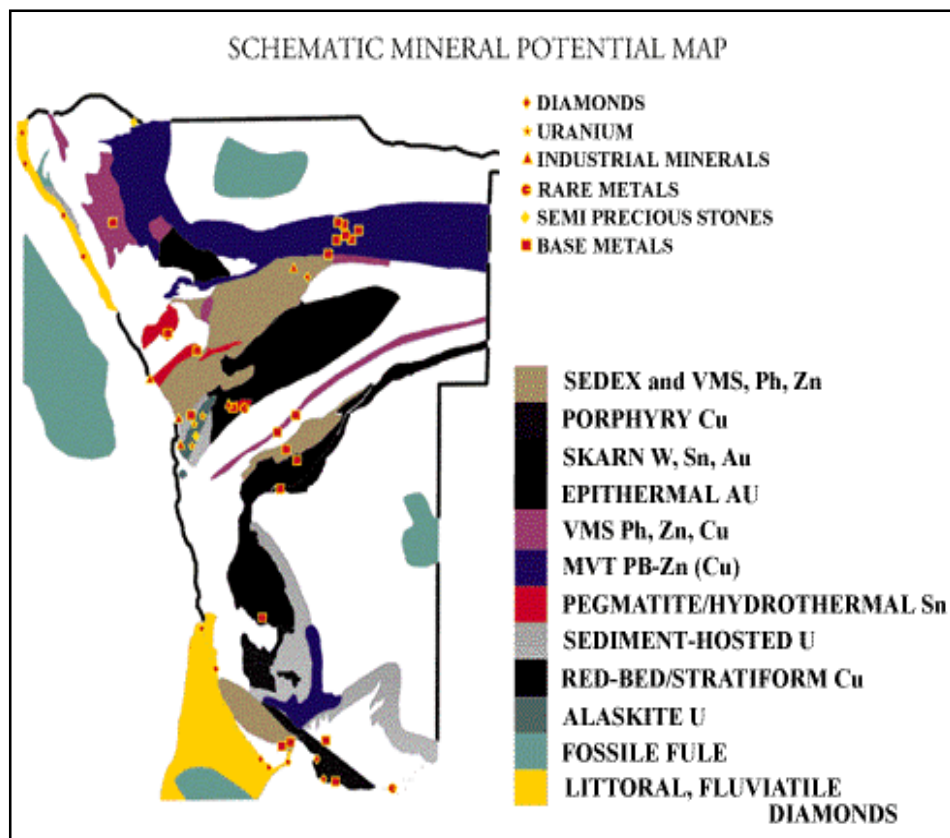 SCHEMATIC MINERAL POTENTIAL MAP
DIAMONDS
URANIUM
INDUSTRIAL MINERALS
RARE METALS
SEMI PRECIOUS STONES
BASE METALS
SEDEX and VMS, Ph, Zn
PORPHYRY Cu
SKARN W, Sn, Au
EPITHERMAL AU
VMS Ph, Zn, Cu
MVT PB-Zn (Cu)
PEGMATITE/HYDROTHERMAL Sn
SEDIMENT-HOSTED U
RED-BED/STRATIFORM Cu
ALASKITE U
FOSSILE FULE
LITTORAL, FLUVIATILE
DIAMONDS